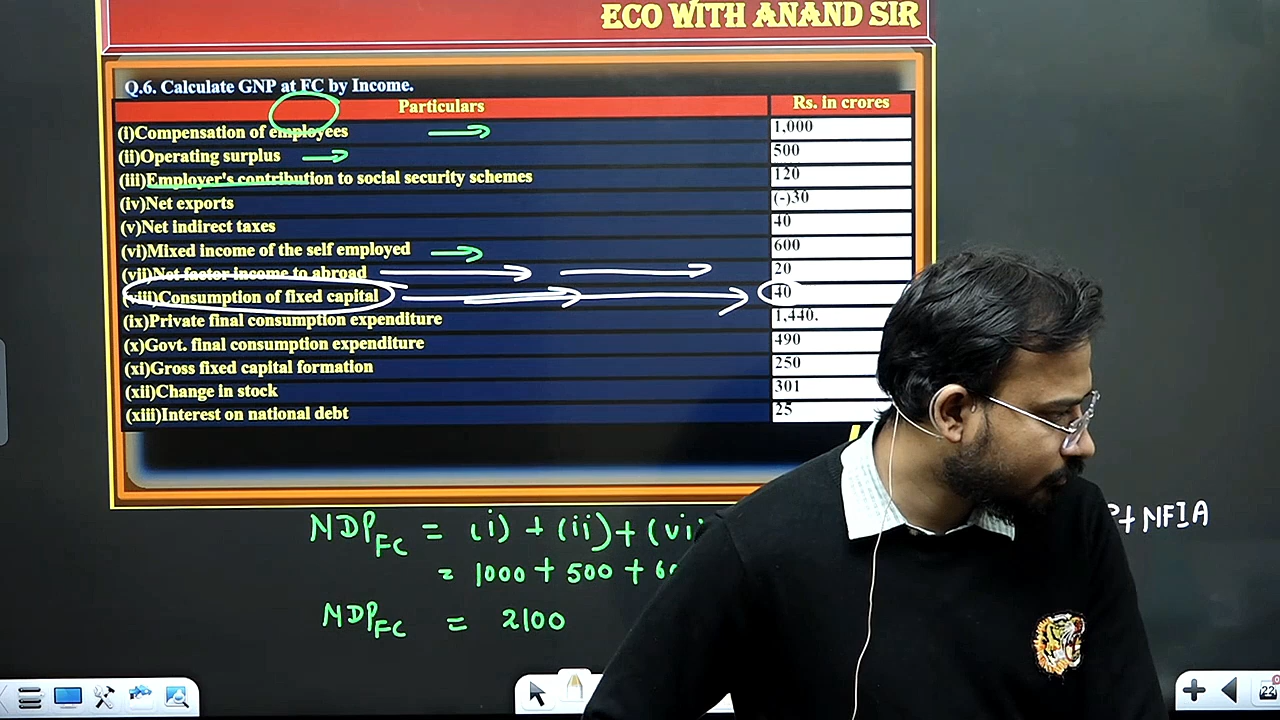 ECO WITH ANAND SIR
Q.6. Calculate GNP at FC by Income.
Particulars Rs. in crores
(i)Compensation of employees 1,000
(ii)Operating surplus 500
(iii)Employer's contribution to social security schemes 120
(iv)Net exports (-)30
(v)Net indirect taxes 40
(vi)Mixed income of the self employed 600
(vii)Net factor income to abroad 20
(viii)Consumption of fixed capital 40
(ix)Private final consumption expenditure 1,440.
(x)Govt. final consumption expenditure 490
(xi)Gross fixed capital formation 250
(xii)Change in stock 301
(xiii)Interest on national debt 25
NDP FC = (i) + (ii) + (vi
+ NFIA
= 1000 + 500 +
NDP FC = 2100
22